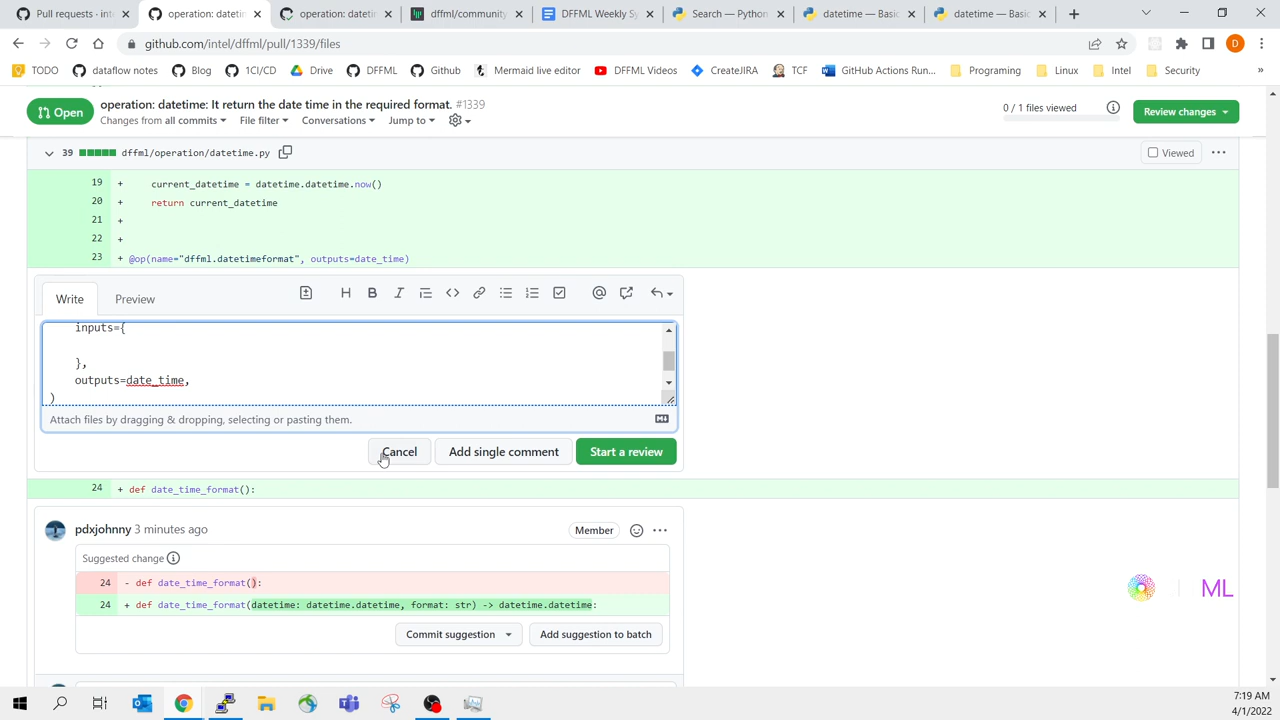 Pull requests · inte
operation: datetim
operation: datetim
dffml/community
DFFML Weekly Sy
Search — Python
datetime — Basic
datetime — Basic
github.com/intel/dffml/pull/1339/files
D
TODO
dataflow notes
Blog
1CI/CD
Drive
DFFML
Github
Mermaid live editor
DFFML Videos
CreateJIRA
TCF
GitHub Actions Run...
Programing
Linux
Intel
Security
»
Open
operation: datetime: It return the date time in the required format. #1339
Changes from all commits
File filter
Conversations
Jump to
0 / 1 files viewed
Review changes
39
dffml/operation/datetime.py
Viewed
19 + current_datetime = datetime.datetime.now()
20 + return current_datetime
21 +
22 +
23 + @op(name="dffml.datetimeformat", outputs=date_time)
Write
Preview
inputs={
},
outputs=date_time,
)
Attach files by dragging & dropping, selecting or pasting them.
Cancel
Add single comment
Start a review
24 + def date_time_format():
pdxjohnny 3 minutes ago
Member
Suggested change
24 - def date_time_format():
24 + def date_time_format(datetime: datetime.datetime, format: str) -> datetime.datetime:
Commit suggestion
Add suggestion to batch
ML
7:19 AM
4/1/2022